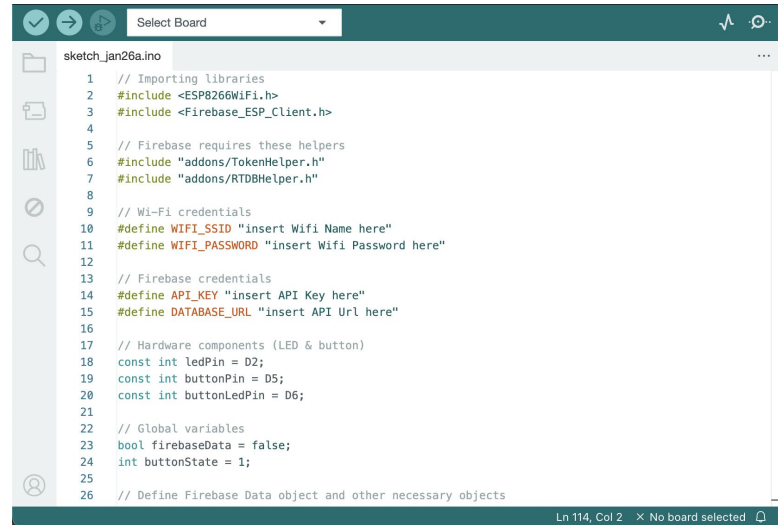 Select Board
sketch_jan26a.ino
1 // Importing libraries
2 #include <ESP8266WiFi.h>
3 #include <Firebase_ESP_Client.h>
4
5 // Firebase requires these helpers
6 #include "addons/TokenHelper.h"
7 #include "addons/RTDBHelper.h"
8
9 // Wi-Fi credentials
10 #define WIFI_SSID "insert Wifi Name here"
11 #define WIFI_PASSWORD "insert Wifi Password here"
12
13 // Firebase credentials
14 #define API_KEY "insert API Key here"
15 #define DATABASE_URL "insert API Url here"
16
17 // Hardware components (LED & button)
18 const int ledPin = D2;
19 const int buttonPin = D5;
20 const int buttonLedPin = D6;
21
22 // Global variables
23 bool firebaseData = false;
24 int buttonState = 1;
25
26 // Define Firebase Data object and other necessary objects
Ln 114, Col 2 × No board selected